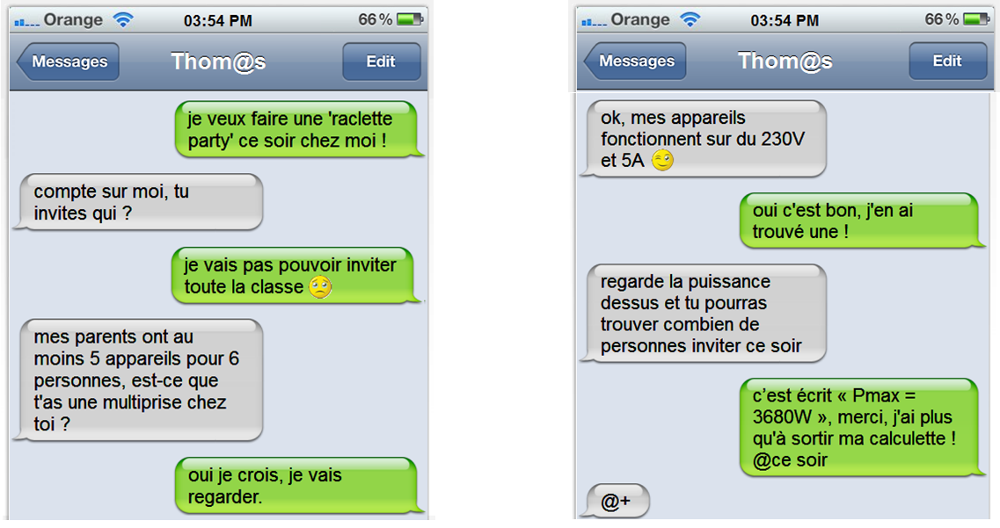 Orange 03:54 PM 66 %
Messages Thom@s Edit
je veux faire une 'raclette
party' ce soir chez moi !
compte sur moi, tu
invites qui ?
je vais pas pouvoir inviter
toute la classe
mes parents ont au
moins 5 appareils pour 6
personnes, est-ce que
t'as une multiprise chez
toi ?
oui je crois, je vais
regarder.
Orange 03:54 PM 66 %
Messages Thom@s Edit
ok, mes appareils
fonctionnent sur du 230V
et 5A
oui c'est bon, j'en ai
trouvé une !
regarde la puissance
dessus et tu pourras
trouver combien de
personnes inviter ce soir
c’est écrit « Pmax =
3680W », merci, j'ai plus
qu'à sortir ma calculette !
@ce soir
@+